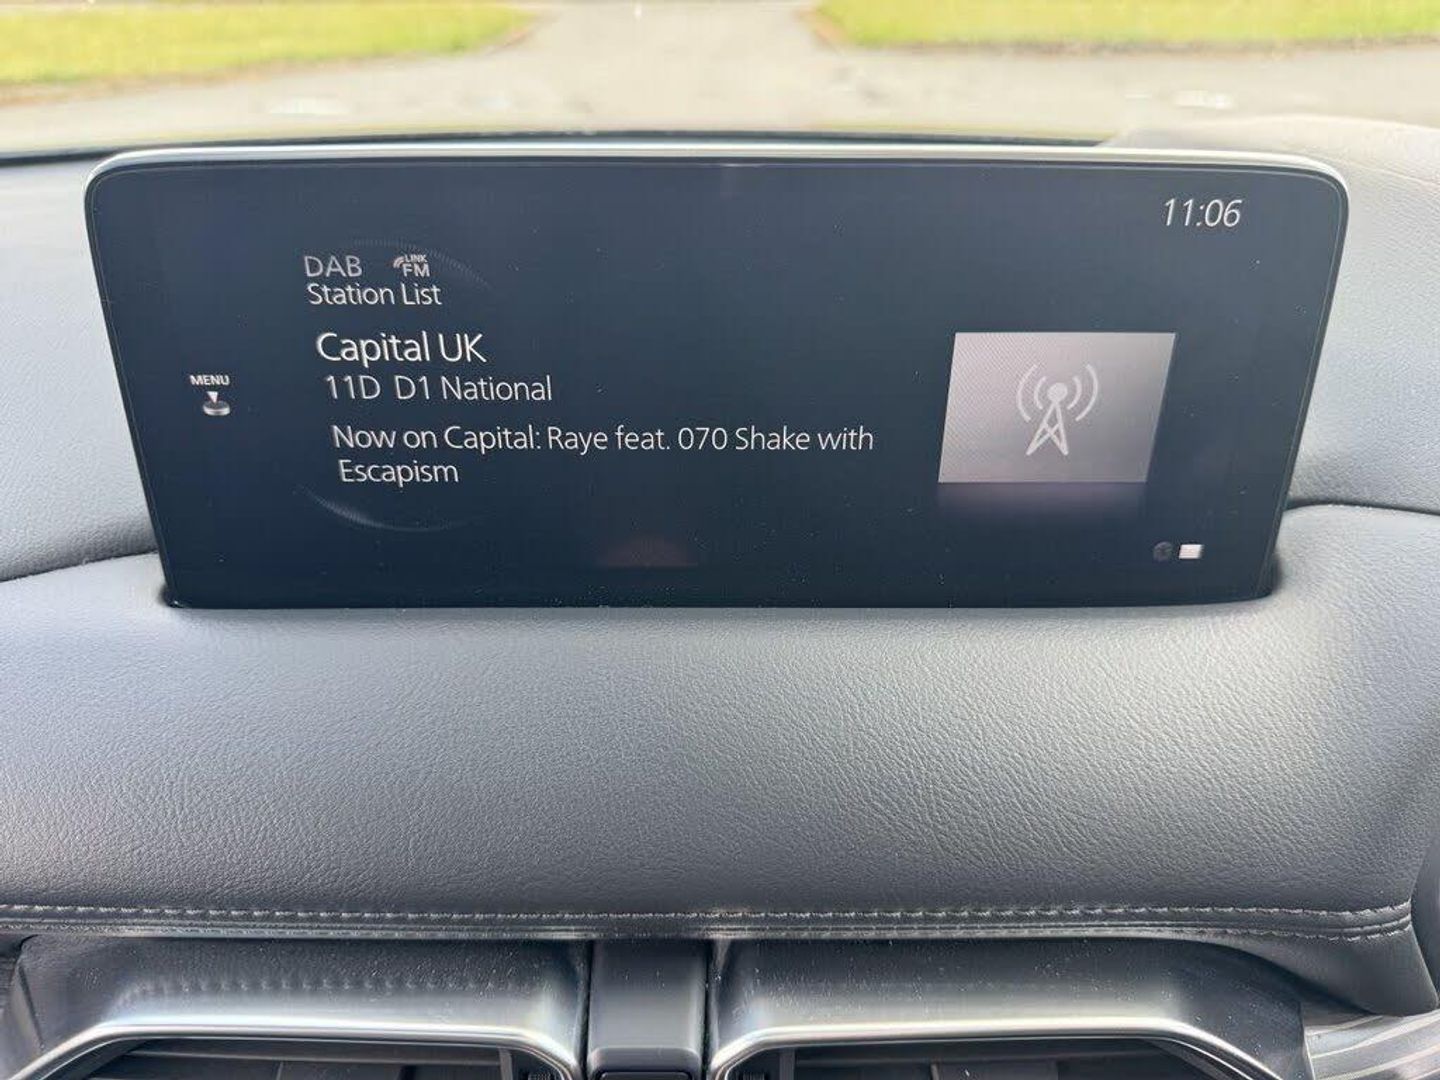 11:06
DAB LINK FM
Station List
Capital UK
MENU
11D D1 National
Now on Capital: Raye feat. 070 Shake with
Escapism